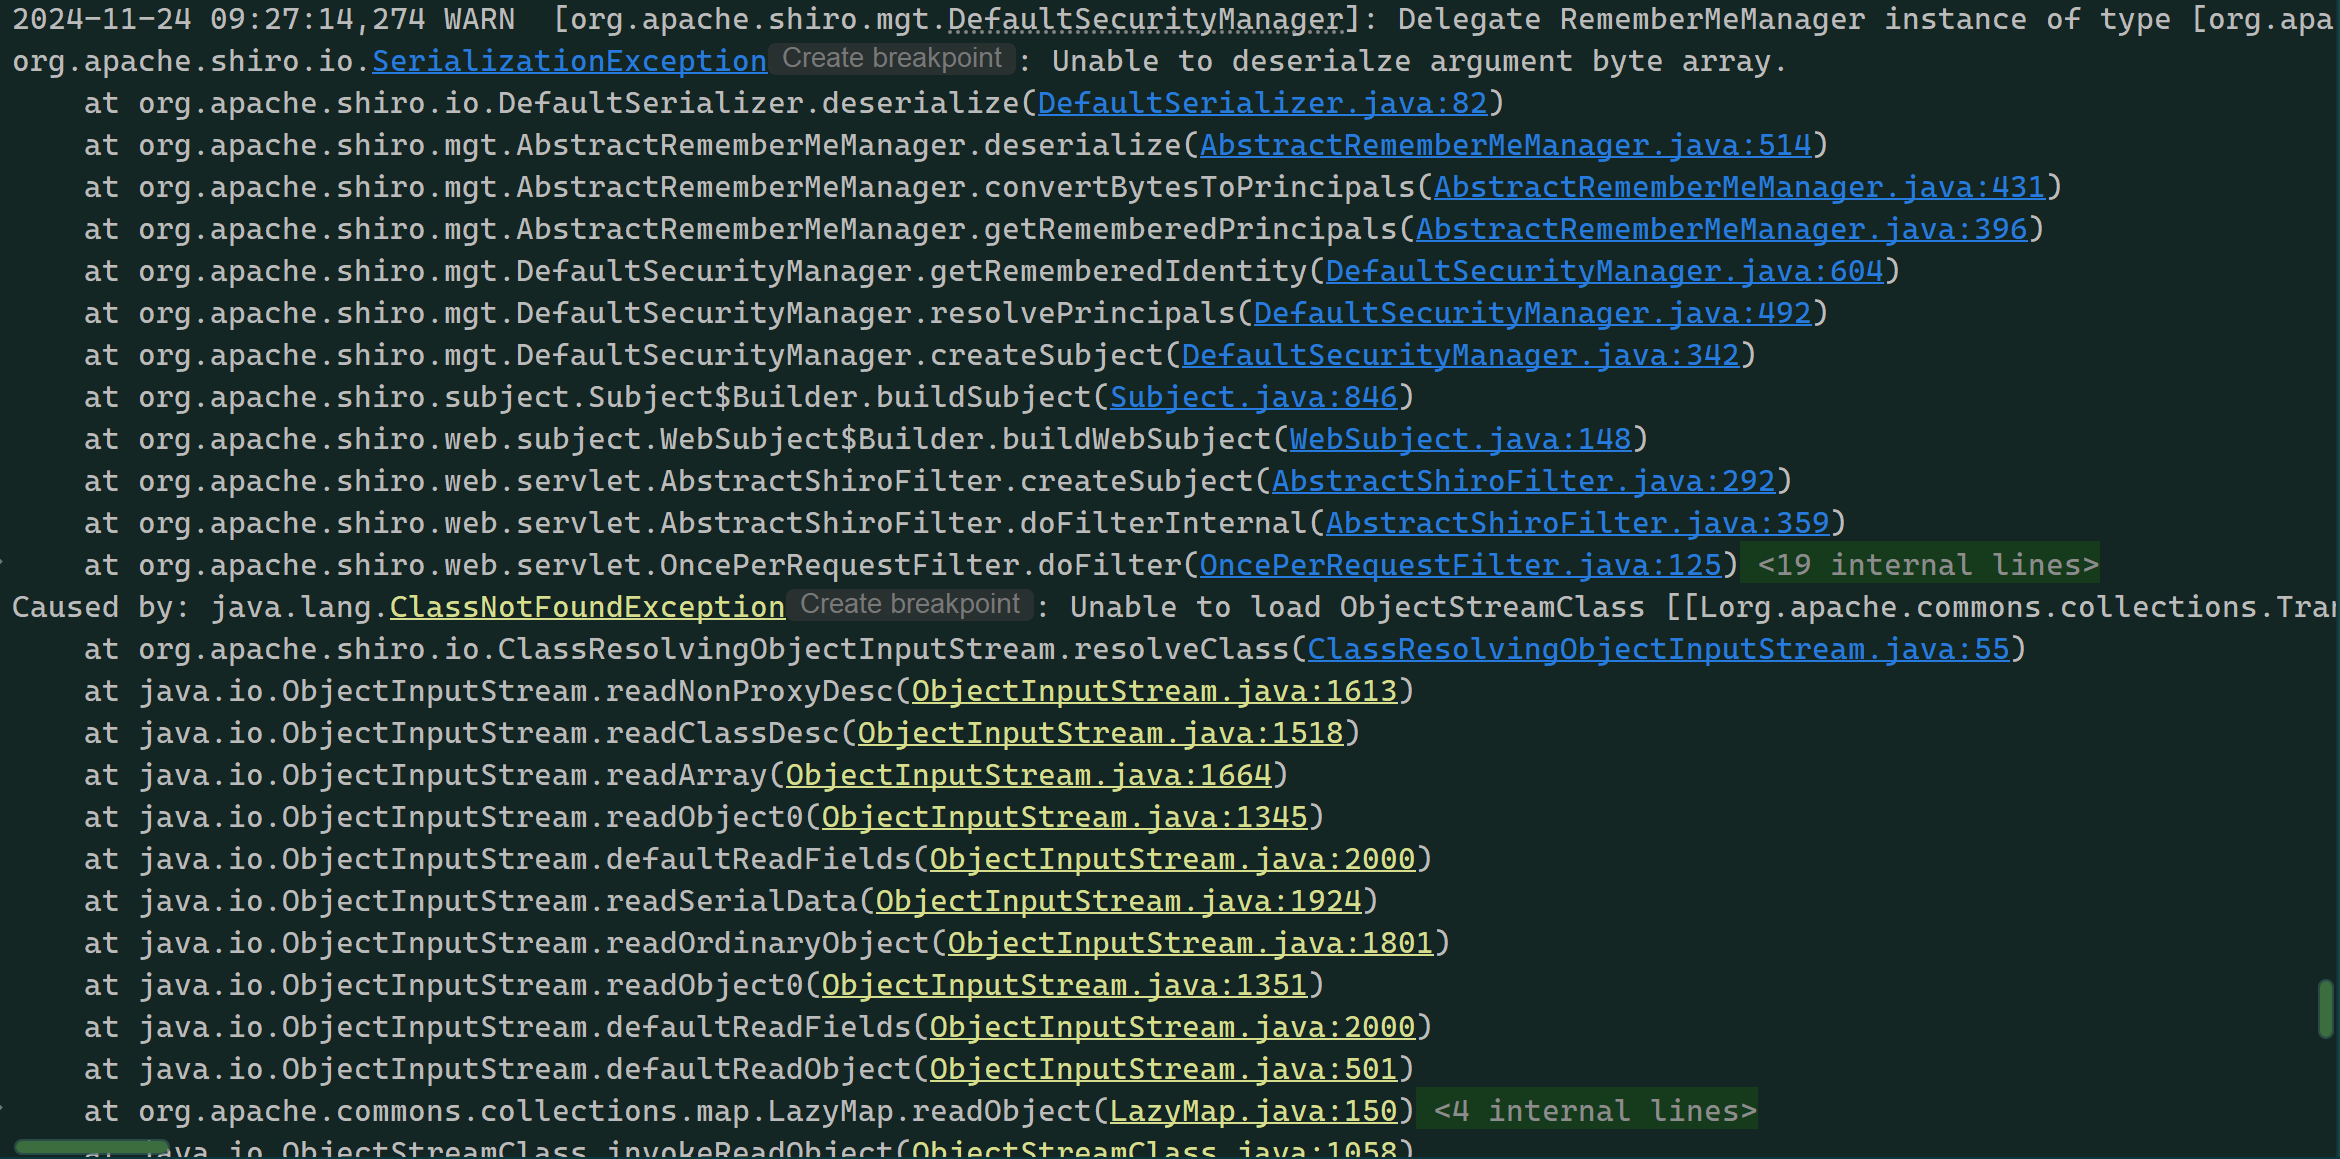 2024-11-24 09:27:14,274 WARN  [org.apache.shiro.mgt.DefaultSecurityManager]: Delegate RememberMeManager instance of type [org.apa
org.apache.shiro.io.SerializationException Create breakpoint : Unable to deserialze argument byte array.
    at org.apache.shiro.io.DefaultSerializer.deserialize(DefaultSerializer.java:82)
    at org.apache.shiro.mgt.AbstractRememberMeManager.deserialize(AbstractRememberMeManager.java:514)
    at org.apache.shiro.mgt.AbstractRememberMeManager.convertBytesToPrincipals(AbstractRememberMeManager.java:431)
    at org.apache.shiro.mgt.AbstractRememberMeManager.getRememberedPrincipals(AbstractRememberMeManager.java:396)
    at org.apache.shiro.mgt.DefaultSecurityManager.getRememberedIdentity(DefaultSecurityManager.java:604)
    at org.apache.shiro.mgt.DefaultSecurityManager.resolvePrincipals(DefaultSecurityManager.java:492)
    at org.apache.shiro.mgt.DefaultSecurityManager.createSubject(DefaultSecurityManager.java:342)
    at org.apache.shiro.subject.Subject$Builder.buildSubject(Subject.java:846)
    at org.apache.shiro.web.subject.WebSubject$Builder.buildWebSubject(WebSubject.java:148)
    at org.apache.shiro.web.servlet.AbstractShiroFilter.createSubject(AbstractShiroFilter.java:292)
    at org.apache.shiro.web.servlet.AbstractShiroFilter.doFilterInternal(AbstractShiroFilter.java:359)
    at org.apache.shiro.web.servlet.OncePerRequestFilter.doFilter(OncePerRequestFilter.java:125) <19 internal lines>
Caused by: java.lang.ClassNotFoundException Create breakpoint : Unable to load ObjectStreamClass [[Lorg.apache.commons.collections.Tran
    at org.apache.shiro.io.ClassResolvingObjectInputStream.resolveClass(ClassResolvingObjectInputStream.java:55)
    at java.io.ObjectInputStream.readNonProxyDesc(ObjectInputStream.java:1613)
    at java.io.ObjectInputStream.readClassDesc(ObjectInputStream.java:1518)
    at java.io.ObjectInputStream.readArray(ObjectInputStream.java:1664)
    at java.io.ObjectInputStream.readObject0(ObjectInputStream.java:1345)
    at java.io.ObjectInputStream.defaultReadFields(ObjectInputStream.java:2000)
    at java.io.ObjectInputStream.readSerialData(ObjectInputStream.java:1924)
    at java.io.ObjectInputStream.readOrdinaryObject(ObjectInputStream.java:1801)
    at java.io.ObjectInputStream.readObject0(ObjectInputStream.java:1351)
    at java.io.ObjectInputStream.defaultReadFields(ObjectInputStream.java:2000)
    at java.io.ObjectInputStream.defaultReadObject(ObjectInputStream.java:501)
    at org.apache.commons.collections.map.LazyMap.readObject(LazyMap.java:150) <4 internal lines>
    at java.io.ObjectStreamClass.invokeReadObject(ObjectStreamClass.java:1058)